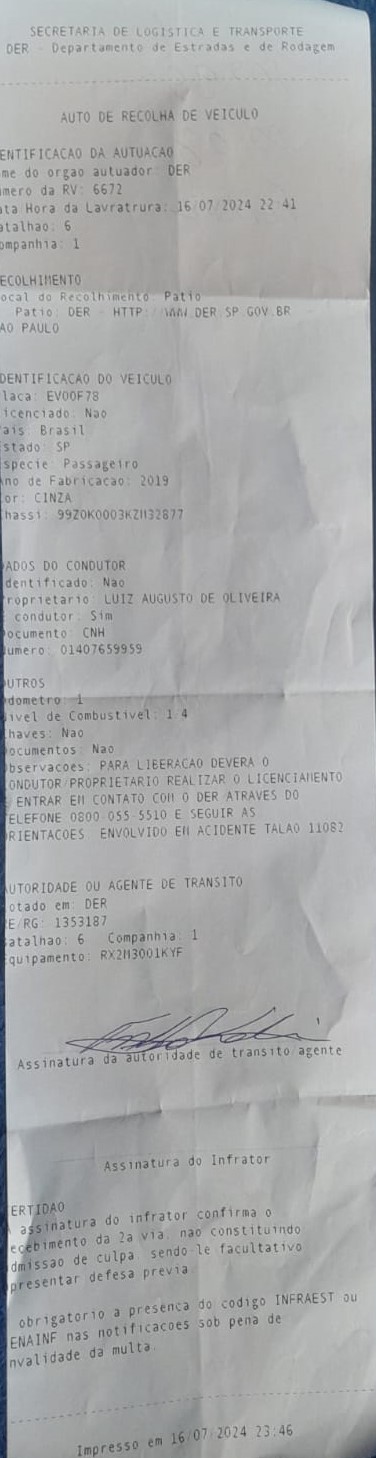 SECRETARIA DE LOGISTICA E TRANSPORTE
DER - Departamento de Estradas e de Rodagem
AUTO DE RECOLHA DE VEICULO
ENTIFICACAO DA AUTUACAO
me do orgao autuador: DER
mero da RV: 6672
ata Hora da Lavratrura: 16/07/2024 22:41
atalhao: 6
ompanhia: 1
ECOLHIMENTO
ocal do Recolhimento: Patio
Patio: DER - HTTP://WWW.DER.SP.GOV.BR
AO PAULO
DENTIFICACAO DO VEICULO
laca: EVO0F78
icenciado: Nao
ais: Brasil
stado: SP
specie: Passageiro
no de Fabricacao: 2019
or: CINZA
hassi: 99Z0K0003KZM32877
ADOS DO CONDUTOR
dentificado: Nao
roprietario: LUIZ AUGUSTO DE OLIVEIRA
condutor: Sim
ocumento: CNH
umero: 01407659959
UTROS
dometro: 1
ivel de Combustivel: 1/4
haves: Nao
ocumentos: Nao
bservacoes: PARA LIBERACAO DEVERA O
ONDUTOR/PROPRIETARIO REALIZAR O LICENCIAMENTO
ENTRAR EM CONTATO COM O DER ATRAVES DO
ELEFONE 0800-055-5510 E SEGUIR AS
RIENTACOES. ENVOLVIDO EM ACIDENTE TALAO 11082
UTORIDADE OU AGENTE DE TRANSITO
otado em: DER
E/RG: 1353187
atalhao: 6 Companhia: 1
quipamento: RX2M3001KYF
Assinatura da autoridade de transito agente
Assinatura do Infrator
ERTIDAO
assinatura do infrator confirma o
ecebimento da 2a via, nao constituindo
dmissao de culpa, sendo-le facultativo
presentar defesa previa.
obrigatorio a presenca do codigo INFRAEST ou
ENAINF nas notificacoes sob pena de
nvalidade da multa.
Impresso em 16/07/2024 23:46